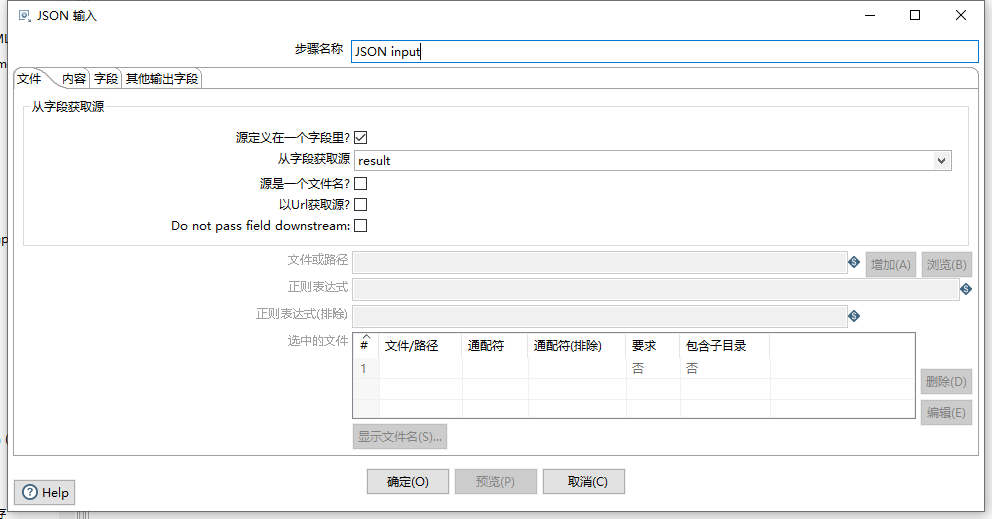 JSON 输入
步骤名称 JSON input
文件 内容 字段 其他输出字段
从字段获取源
源定义在一个字段里?
从字段获取源 result
源是一个文件名?
以Url获取源?
Do not pass field downstream:
文件或路径 增加(A) 浏览(B)
正则表达式
正则表达式(排除)
选中的文件
# 文件/路径 通配符 通配符(排除) 要求 包含子目录
1 否 否
删除(D)
编辑(E)
显示文件名(S)...
确定(O) 预览(P) 取消(C)
Help